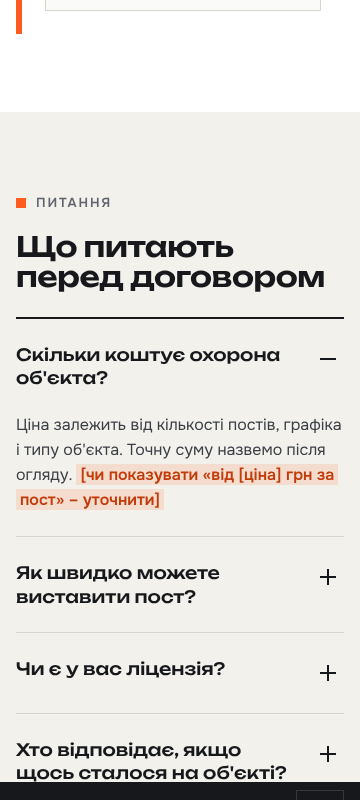 ПИТАННЯ
Що питають
перед договором
Скільки коштує охорона
об'єкта?
Ціна залежить від кількості постів, графіка
і типу об'єкта. Точну суму назвемо після
огляду. [чи показувати «від [ціна] грн за
пост» – уточнити]
Як швидко можете
виставити пост?
Чи є у вас ліцензія?
Хто відповідає, якщо
щось сталося на об'єкті?